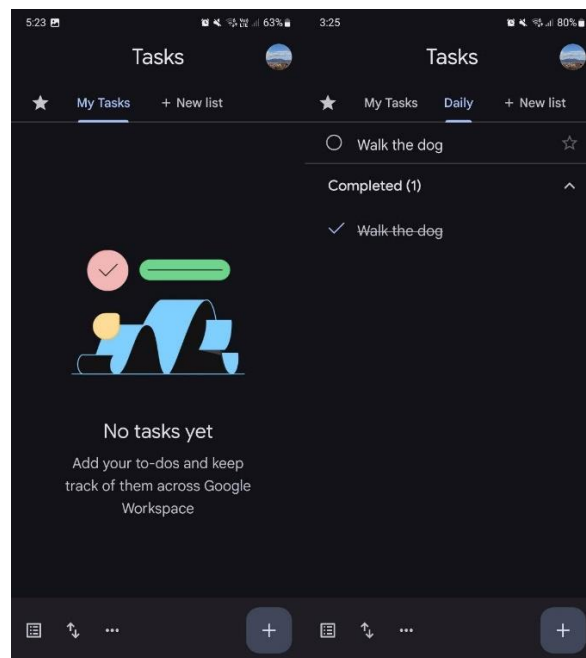 5:23
63%
Tasks
My Tasks
+ New list
No tasks yet
Add your to-dos and keep
track of them across Google
Workspace
3:25
80%
Tasks
My Tasks
Daily
+ New list
Walk the dog
Completed (1)
Walk the dog